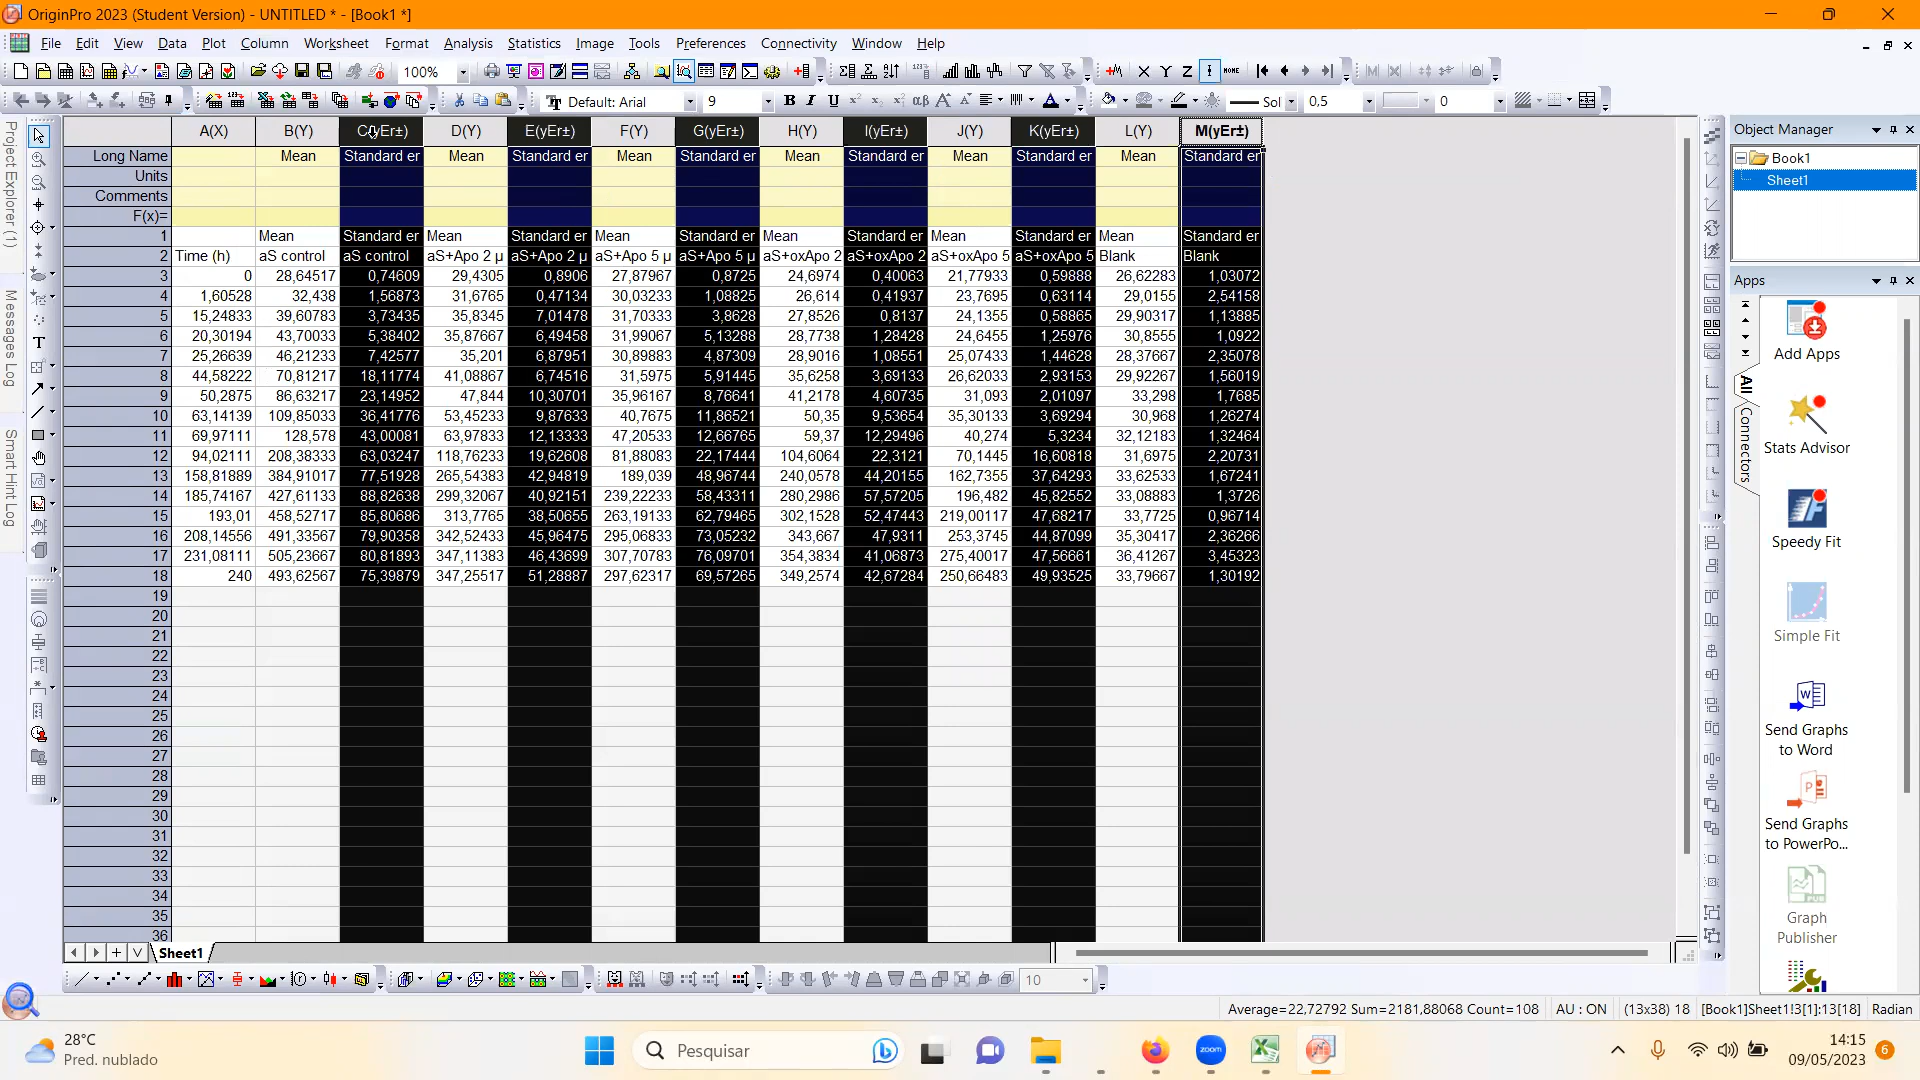 OriginPro 2023 (Student Version) - UNTITLED * - [Book1 *]
File Edit View Data Plot Column Worksheet Format Analysis Statistics Image Tools Preferences Connectivity Window Help
100%
Default: Arial 9 B I U Sol 0,5 0
Project Explorer (1)
Messages Log
Smart Hint Log
A(X) B(Y) C(yEr±) D(Y) E(yEr±) F(Y) G(yEr±) H(Y) I(yEr±) J(Y) K(yEr±) L(Y) M(yEr±)
Long Name Mean Standard er Mean Standard er Mean Standard er Mean Standard er Mean Standard er Mean Standard er
Units
Comments
F(x)=
1 Mean Standard er Mean Standard er Mean Standard er Mean Standard er Mean Standard er Mean Standard er
2 Time (h) aS control aS control aS+Apo 2 µ aS+Apo 2 µ aS+Apo 5 µ aS+Apo 5 µ aS+oxApo 2 aS+oxApo 2 aS+oxApo 5 aS+oxApo 5 Blank Blank
3 0 28,64517 0,74609 29,4305 0,8906 27,87967 0,8725 24,6974 0,40063 21,77933 0,59888 26,62283 1,03072
4 1,60528 32,438 1,56873 31,6765 0,47134 30,03233 1,08825 26,614 0,41937 23,7695 0,63114 29,0155 2,54158
5 15,24833 39,60783 3,73435 35,8345 7,01478 31,70333 3,8628 27,8526 0,8137 24,1355 0,58865 29,90317 1,13885
6 20,30194 43,70033 5,38402 35,87667 6,49458 31,99067 5,13288 28,7738 1,28428 24,6455 1,25976 30,8555 1,0922
7 25,26639 46,21233 7,42577 35,201 6,87951 30,89883 4,87309 28,9016 1,08551 25,07433 1,44628 28,37667 2,35078
8 44,58222 70,81217 18,11774 41,08867 6,74516 31,5975 5,91445 35,6258 3,69133 26,62033 2,93153 29,92267 1,56019
9 50,2875 86,63217 23,14952 47,844 10,30701 35,96167 8,76641 41,2178 4,60735 31,093 2,01097 33,298 1,7685
10 63,14139 109,85033 36,41776 53,45233 9,87633 40,7675 11,86521 50,35 9,53654 35,30133 3,69294 30,968 1,26274
11 69,97111 128,578 43,00081 63,97833 12,13333 47,20533 12,66765 59,37 12,29496 40,274 5,3234 32,12183 1,32464
12 94,02111 208,38333 63,03247 118,76233 19,62608 81,88083 22,17444 104,6064 22,3121 70,1445 16,60818 31,6975 2,20731
13 158,81889 384,91017 77,51928 265,54383 42,94819 189,039 48,96744 240,0578 44,20155 162,7355 37,64293 33,62533 1,67241
14 185,74167 427,61133 88,82638 299,32067 40,92151 239,22233 58,43311 280,2986 57,57205 196,482 45,82552 33,08883 1,3726
15 193,01 458,52717 85,80686 313,7765 38,50655 263,19133 62,79465 302,1528 52,47443 219,00117 47,68217 33,7725 0,96714
16 208,14556 491,33567 79,90358 342,52433 45,96475 295,06833 73,05232 343,667 47,9311 253,3745 44,87099 35,30417 2,36266
17 231,08111 505,23667 80,81893 347,11383 46,43699 307,70783 76,09701 354,3834 41,06873 275,40017 47,56661 36,41267 3,45323
18 240 493,62567 75,39879 347,25517 51,28887 297,62317 69,57265 349,2574 42,67284 250,66483 49,93525 33,79667 1,30192
19
20
21
22
23
24
25
26
27
28
29
30
31
32
33
34
35
36
Sheet1
10
Object Manager
Book1
Sheet1
Apps
All
Connectors
Add Apps
Stats Advisor
Speedy Fit
Simple Fit
Send Graphs
to Word
Send Graphs
to PowerPo...
Graph
Publisher
Average=22,72792 Sum=2181,88068 Count=108 AU : ON (13x38) 18 [Book1]Sheet1!3[1]:13[18] Radian
28°C
Pred. nublado
Pesquisar
zoom
14:15
09/05/2023
6